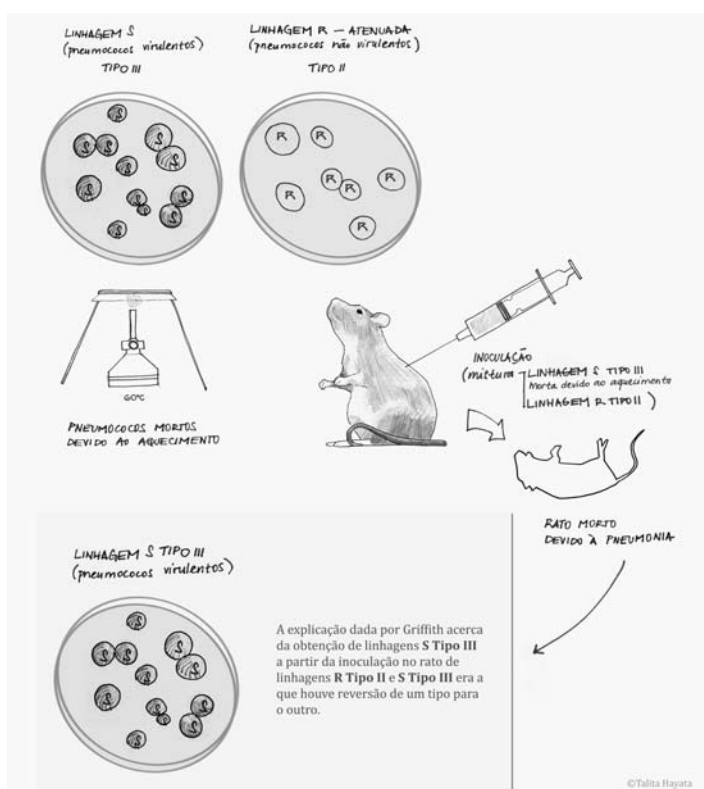 LINHAGEM S
(pneumococos virulentos)
TIPO III
LINHAGEM R — ATENUADA
(pneumococos não virulentos)
TIPO II
S
S
S
S
S
S
S
S
S
S
S
R
R
R
R
R
R
R
60°C
PNEUMOCOCOS MORTOS
DEVIDO AO AQUECIMENTO
INOCULAÇÃO
(mistura LINHAGEM S TIPO III
Morta devido ao aquecimento
LINHAGEM R TIPO II )
RATO MORTO
DEVIDO À PNEUMONIA
LINHAGEM S TIPO III
(pneumococos virulentos)
S
S
S
S
S
S
S
S
S
S
S
A explicação dada por Griffith acerca
da obtenção de linhagens S Tipo III
a partir da inoculação no rato de
linhagens R Tipo II e S Tipo III era a
que houve reversão de um tipo para
o outro.
©Talita Hayata